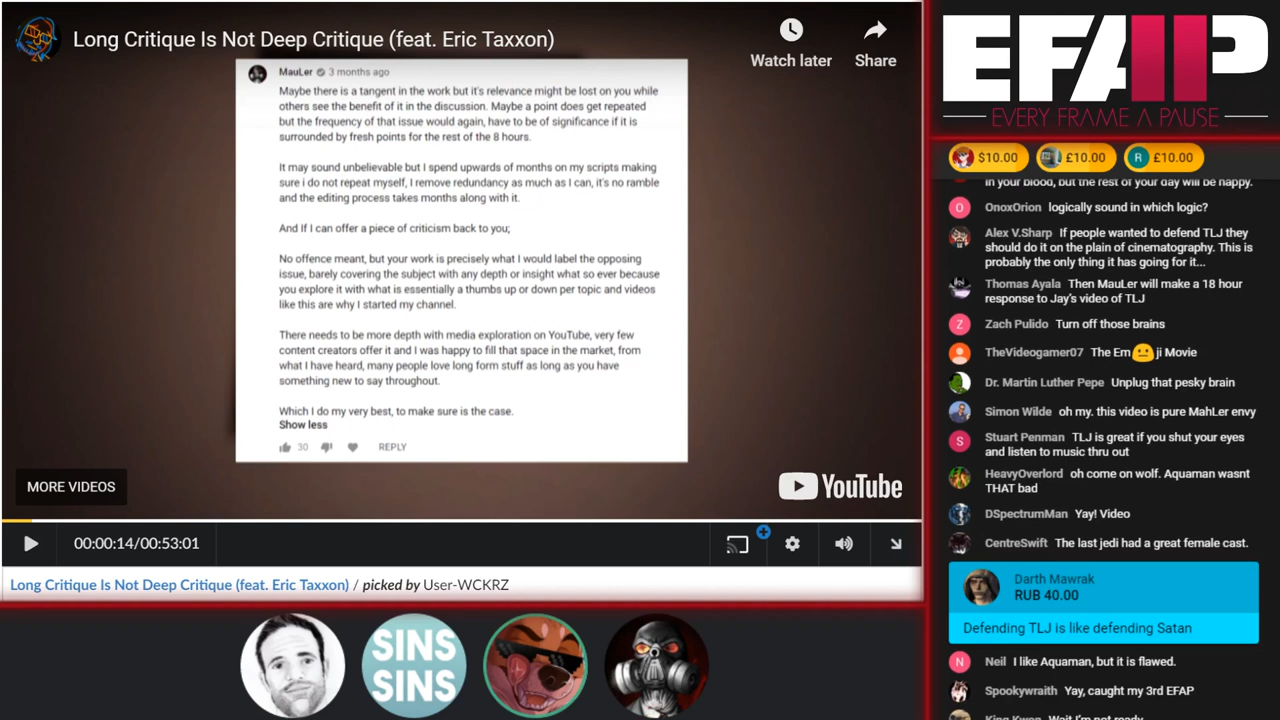 Long Critique Is Not Deep Critique (feat. Eric Taxxon)
Watch later
Share
MauLer 3 months ago
Maybe there is a tangent in the work but it's relevance might be lost on you while
others see the benefit of it in the discussion. Maybe a point does get repeated
but the frequency of that issue would again, have to be of significance if it is
surrounded by fresh points for the rest of the 8 hours.
It may sound unbelievable but I spend upwards of months on my scripts making
sure i do not repeat myself, I remove redundancy as much as I can, it's no ramble
and the editing process takes months along with it.
And If I can offer a piece of criticism back to you;
No offence meant, but your work is precisely what I would label the opposing
issue, barely covering the subject with any depth or insight what so ever because
you explore it with what is essentially a thumbs up or down per topic and videos
like this are why I started my channel.
There needs to be more depth with media exploration on YouTube, very few
content creators offer it and I was happy to fill that space in the market, from
what I have heard, many people love long form stuff as long as you have
something new to say throughout.
Which I do my very best, to make sure is the case.
Show less
30
REPLY
MORE VIDEOS
YouTube
00:00:14/00:53:01
Long Critique Is Not Deep Critique (feat. Eric Taxxon) / picked by User-WCKRZ
SINS
SINS
EFAP
EVERY FRAME A PAUSE
$10.00
£10.00
R £10.00
in your blood, but the rest of your day will be happy.
O OnoxOrion logically sound in which logic?
Alex V.Sharp If people wanted to defend TLJ they
should do it on the plain of cinematography. This is
probably the only thing it has going for it...
Thomas Ayala Then MauLer will make a 18 hour
response to Jay's video of TLJ
Z Zach Pulido Turn off those brains
TheVideogamer07 The Em😐ji Movie
Dr. Martin Luther Pepe Unplug that pesky brain
Simon Wilde oh my. this video is pure MahLer envy
S Stuart Penman TLJ is great if you shut your eyes
and listen to music thru out
HeavyOverlord oh come on wolf. Aquaman wasnt
THAT bad
DSpectrumMan Yay! Video
CentreSwift The last jedi had a great female cast.
Darth Mawrak
RUB 40.00
Defending TLJ is like defending Satan
N Neil I like Aquaman, but it is flawed.
Spookywraith Yay, caught my 3rd EFAP
King Kwon Wait I'm not ready